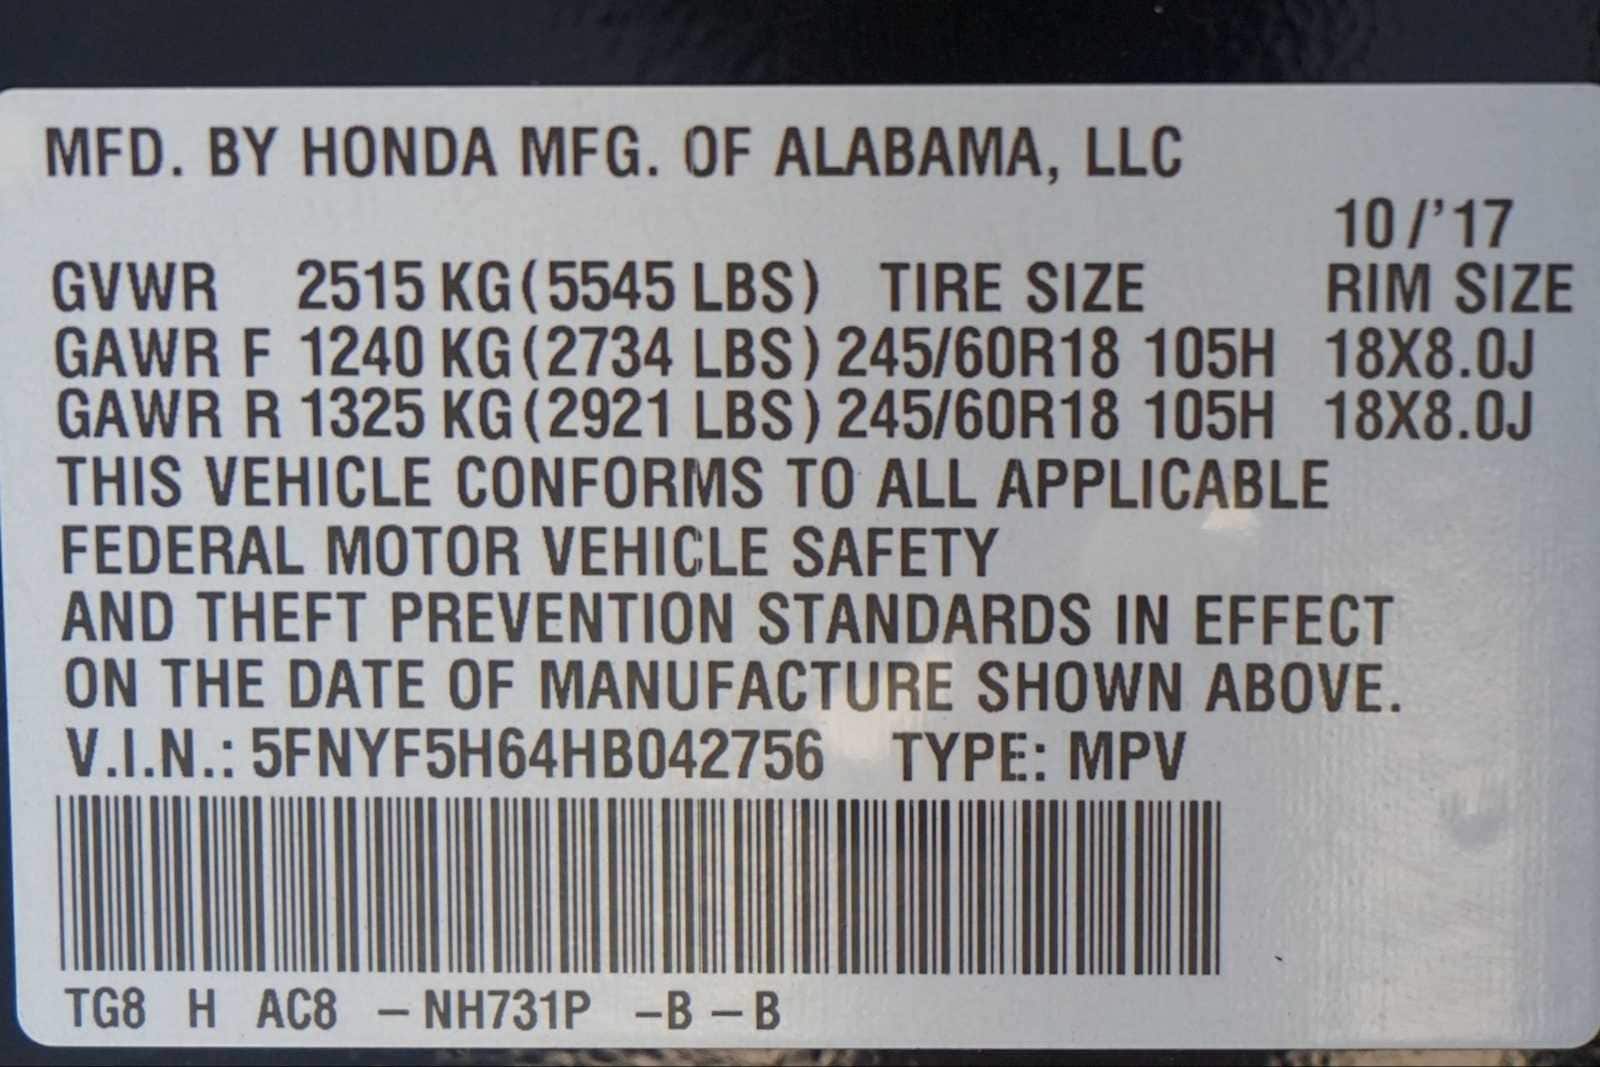 MFD. BY HONDA MFG. OF ALABAMA, LLC
10/'17
GVWR 2515 KG(5545 LBS) TIRE SIZE RIM SIZE
GAWR F 1240 KG(2734 LBS) 245/60R18 105H 18X8.0J
GAWR R 1325 KG(2921 LBS) 245/60R18 105H 18X8.0J
THIS VEHICLE CONFORMS TO ALL APPLICABLE
FEDERAL MOTOR VEHICLE SAFETY
AND THEFT PREVENTION STANDARDS IN EFFECT
ON THE DATE OF MANUFACTURE SHOWN ABOVE.
V.I.N.: 5FNYF5H64HB042756 TYPE: MPV
TG8 H AC8 – NH731P –B – B